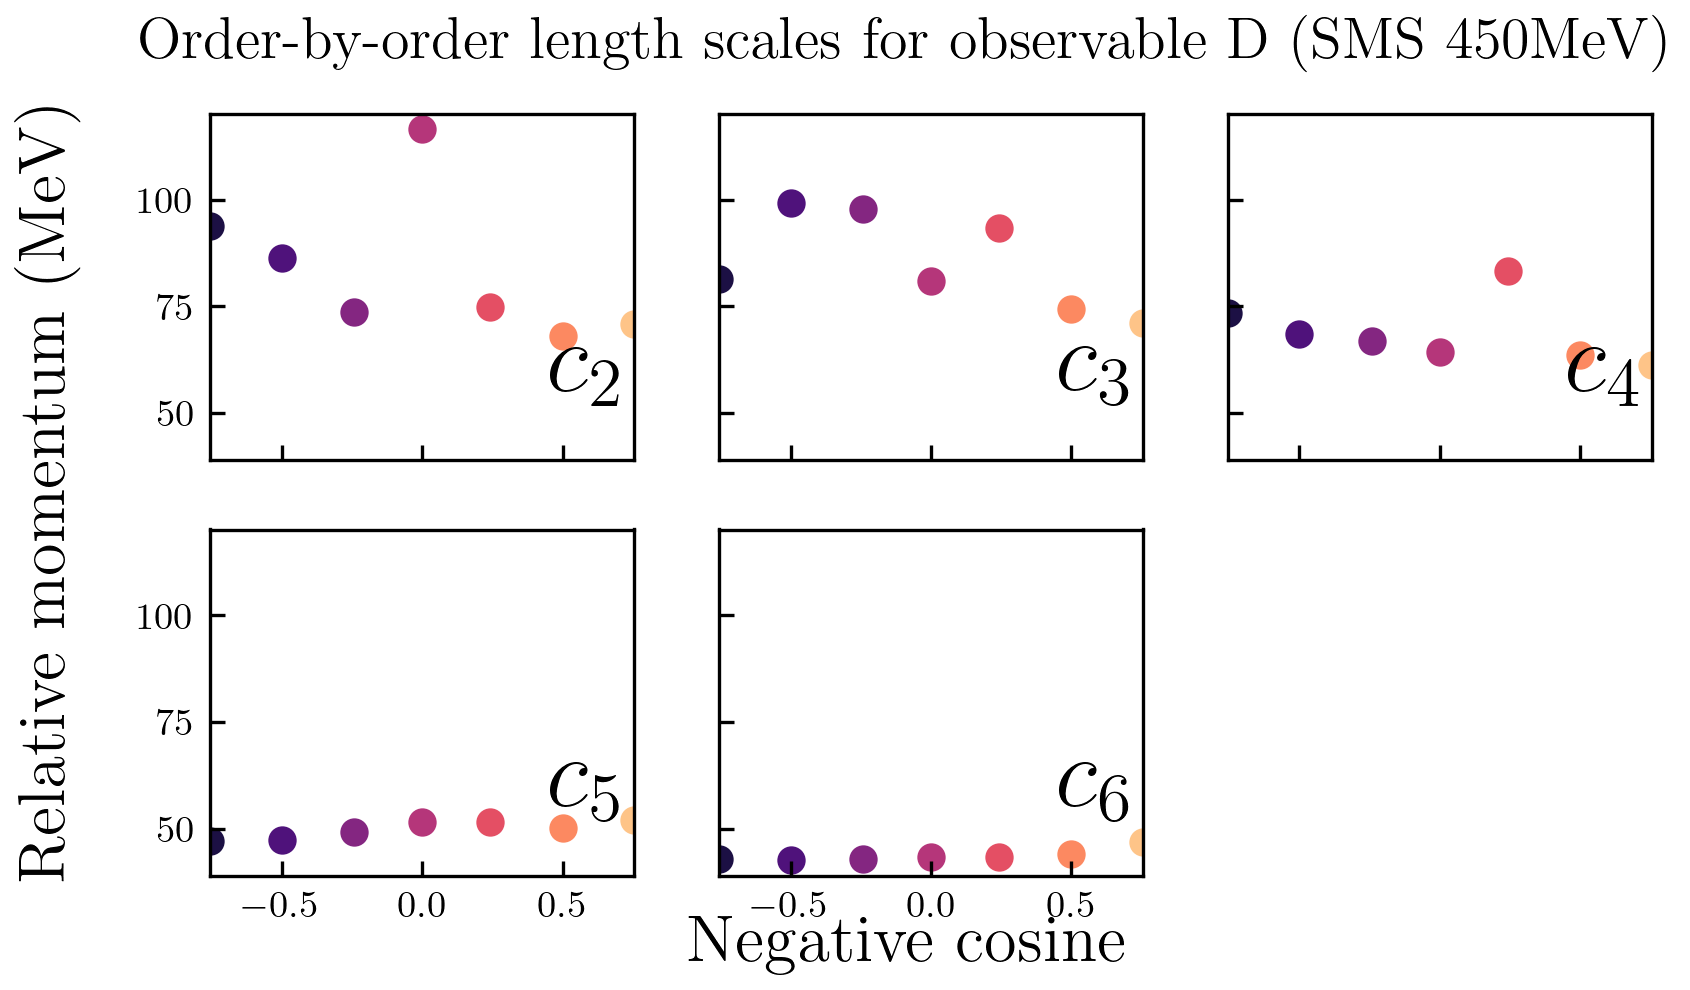 Order-by-order length scales for observable D (SMS 450MeV)
Relative momentum (MeV)
100
75
50
c2
c3
c4
100
75
50
c5
c6
−0.5 0.0 0.5
−0.5 0.0 0.5
Negative cosine